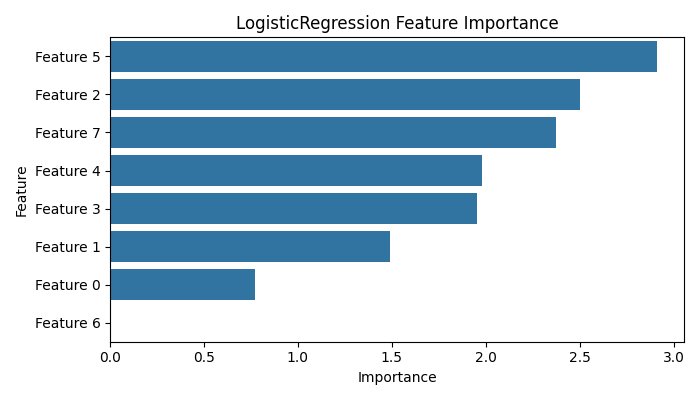 LogisticRegression Feature Importance
Feature 5
Feature 2
Feature 7
Feature 4
Feature 3
Feature 1
Feature 0
Feature 6
Feature
0.0 0.5 1.0 1.5 2.0 2.5 3.0
Importance